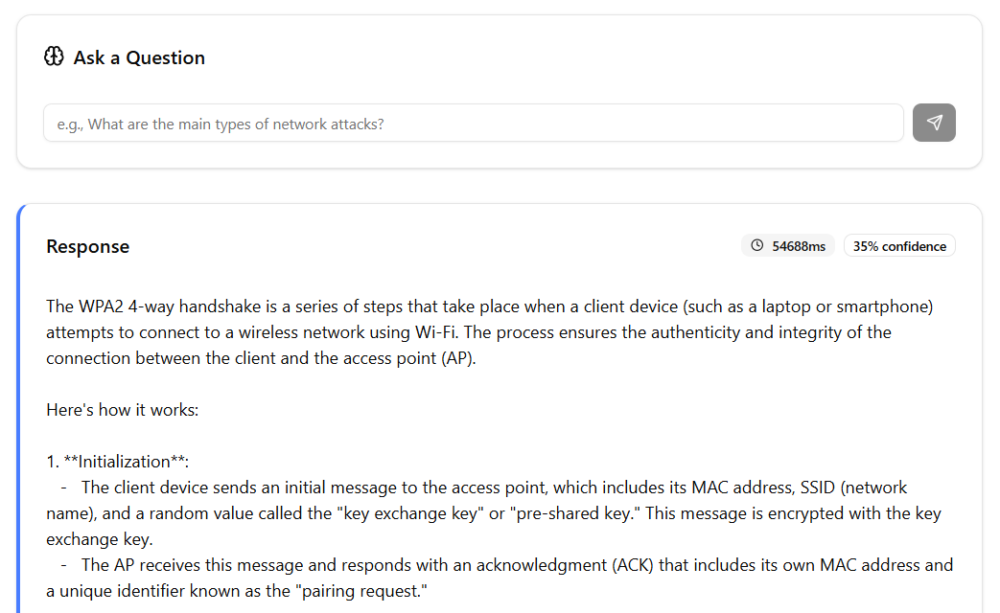 Ask a Question
e.g., What are the main types of network attacks?
Response
54688ms
35% confidence
The WPA2 4-way handshake is a series of steps that take place when a client device (such as a laptop or smartphone)
attempts to connect to a wireless network using Wi-Fi. The process ensures the authenticity and integrity of the
connection between the client and the access point (AP).
Here's how it works:
1. **Initialization**:
- The client device sends an initial message to the access point, which includes its MAC address, SSID (network
name), and a random value called the "key exchange key" or "pre-shared key." This message is encrypted with the key
exchange key.
- The AP receives this message and responds with an acknowledgment (ACK) that includes its own MAC address and
a unique identifier known as the "pairing request."